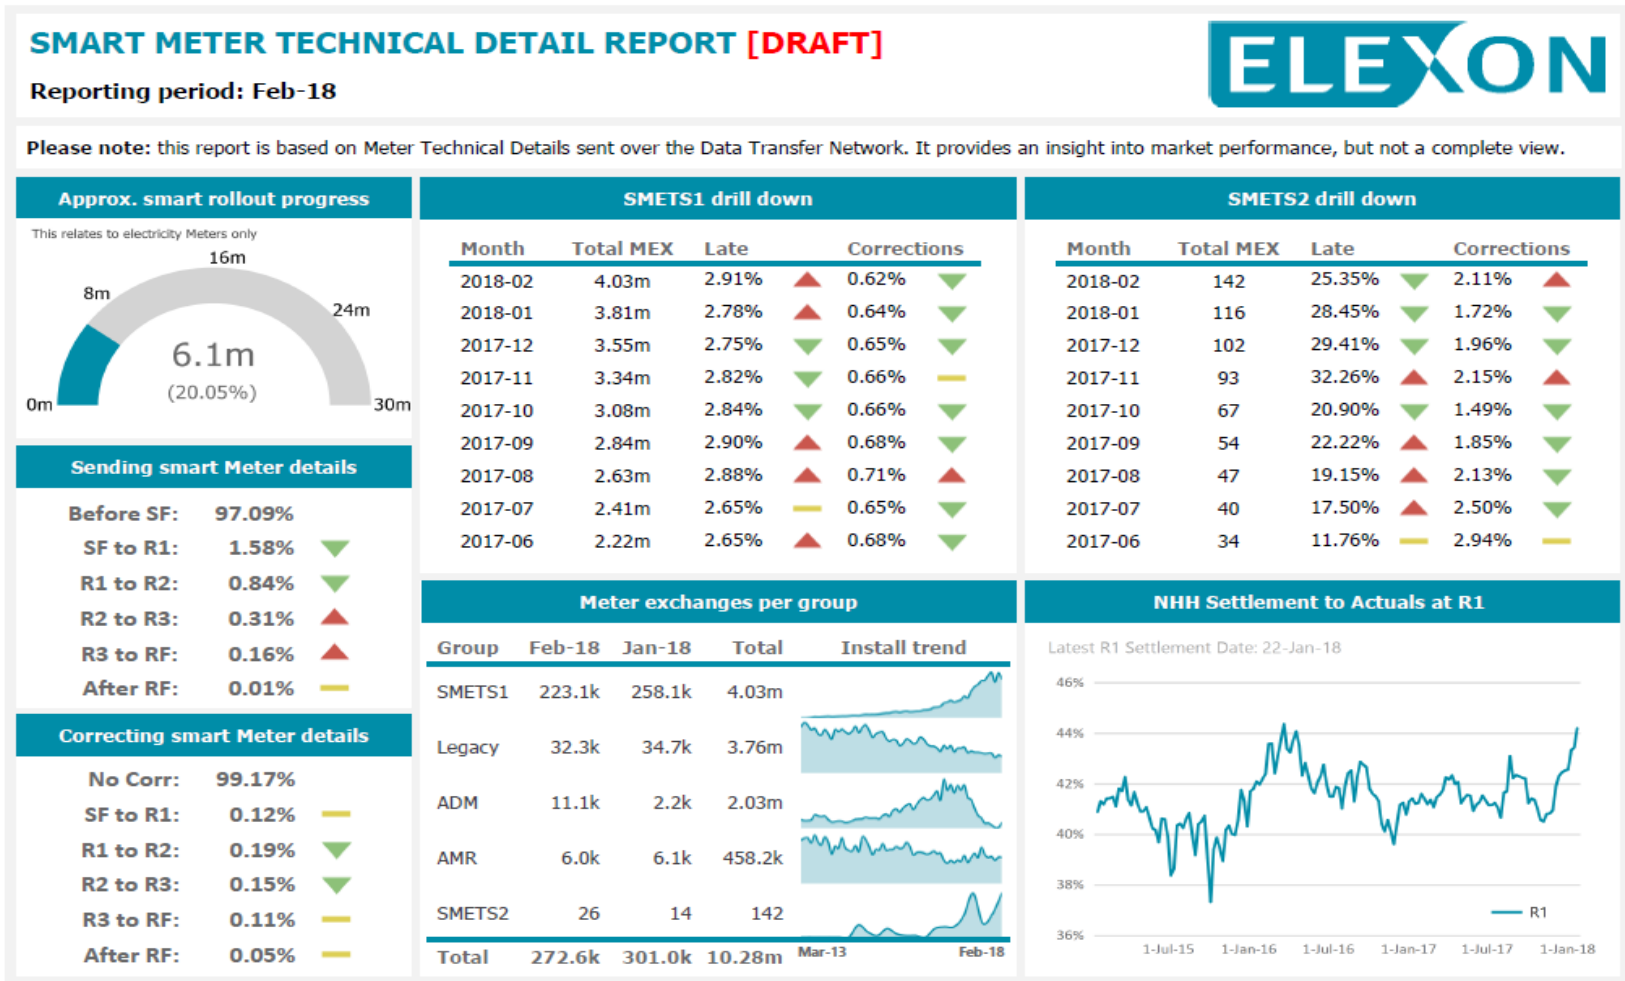 SMART METER TECHNICAL DETAIL REPORT [DRAFT]
Reporting period: Feb-18
ELEXON
Please note: this report is based on Meter Technical Details sent over the Data Transfer Network. It provides an insight into market performance, but not a complete view.
Approx. smart rollout progress
This relates to electricity Meters only
16m
8m
24m
6.1m
(20.05%)
0m
30m
Sending smart Meter details
Before SF: 97.09%
SF to R1: 1.58%
R1 to R2: 0.84%
R2 to R3: 0.31%
R3 to RF: 0.16%
After RF: 0.01%
Correcting smart Meter details
No Corr: 99.17%
SF to R1: 0.12%
R1 to R2: 0.19%
R2 to R3: 0.15%
R3 to RF: 0.11%
After RF: 0.05%
SMETS1 drill down
Month Total MEX Late Corrections
2018-02 4.03m 2.91% 0.62%
2018-01 3.81m 2.78% 0.64%
2017-12 3.55m 2.75% 0.65%
2017-11 3.34m 2.82% 0.66%
2017-10 3.08m 2.84% 0.66%
2017-09 2.84m 2.90% 0.68%
2017-08 2.63m 2.88% 0.71%
2017-07 2.41m 2.65% 0.65%
2017-06 2.22m 2.65% 0.68%
SMETS2 drill down
Month Total MEX Late Corrections
2018-02 142 25.35% 2.11%
2018-01 116 28.45% 1.72%
2017-12 102 29.41% 1.96%
2017-11 93 32.26% 2.15%
2017-10 67 20.90% 1.49%
2017-09 54 22.22% 1.85%
2017-08 47 19.15% 2.13%
2017-07 40 17.50% 2.50%
2017-06 34 11.76% 2.94%
Meter exchanges per group
Group Feb-18 Jan-18 Total Install trend
SMETS1 223.1k 258.1k 4.03m
Legacy 32.3k 34.7k 3.76m
ADM 11.1k 2.2k 2.03m
AMR 6.0k 6.1k 458.2k
SMETS2 26 14 142
Total 272.6k 301.0k 10.28m Mar-13 Feb-18
NHH Settlement to Actuals at R1
Latest R1 Settlement Date: 22-Jan-18
46%
44%
42%
40%
38%
36%
R1
1-Jul-15 1-Jan-16 1-Jul-16 1-Jan-17 1-Jul-17 1-Jan-18